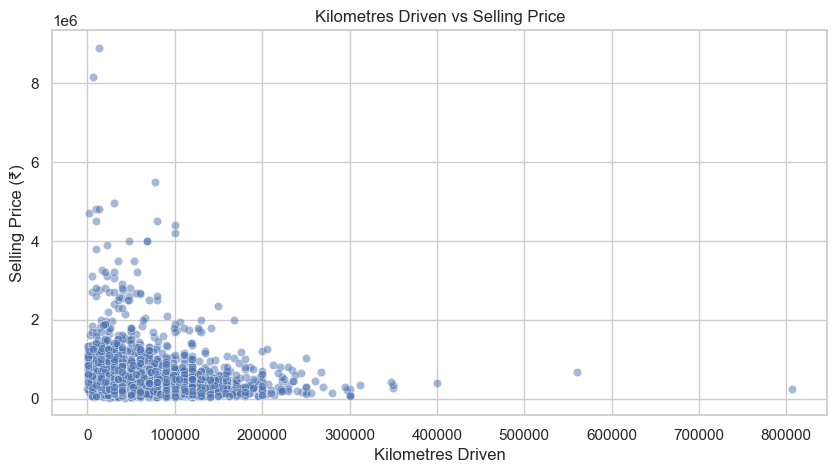 Kilometres Driven vs Selling Price
1e6
8
6
4
2
0
Selling Price (₹)
0 100000 200000 300000 400000 500000 600000 700000 800000
Kilometres Driven